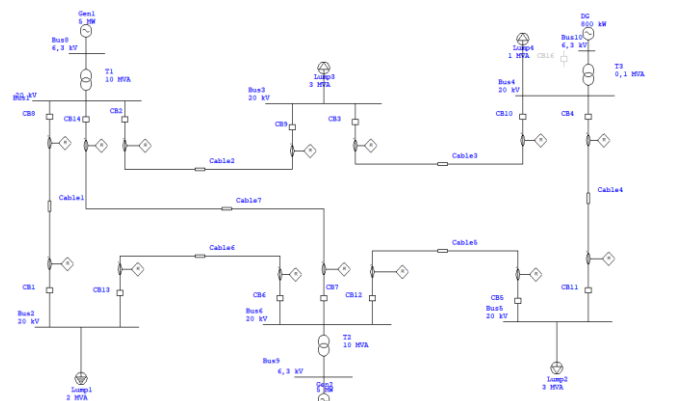 Gen1
5 MW
Bus8
6,3 kV
T1
10 MVA
20 kV
CB8
CB14
CB2
Bus3
20 kV
Lump3
3 MVA
CB9
CB3
Lump4
1 MVA
DG
800 kW
Bus10
6,3 kV
CB16
T3
0,1 MVA
Bus4
20 kV
CB10
CB4
Cable2
Cable3
Cable1
Cable7
Cable4
Cable6
Cable5
CB1
CB13
CB6
CB7
CB12
CB5
CB11
Bus2
20 kV
Bus6
20 kV
Bus5
20 kV
T2
10 MVA
Bus9
6,3 kV
Gen2
5 MW
Lump1
2 MVA
Lump2
3 MVA